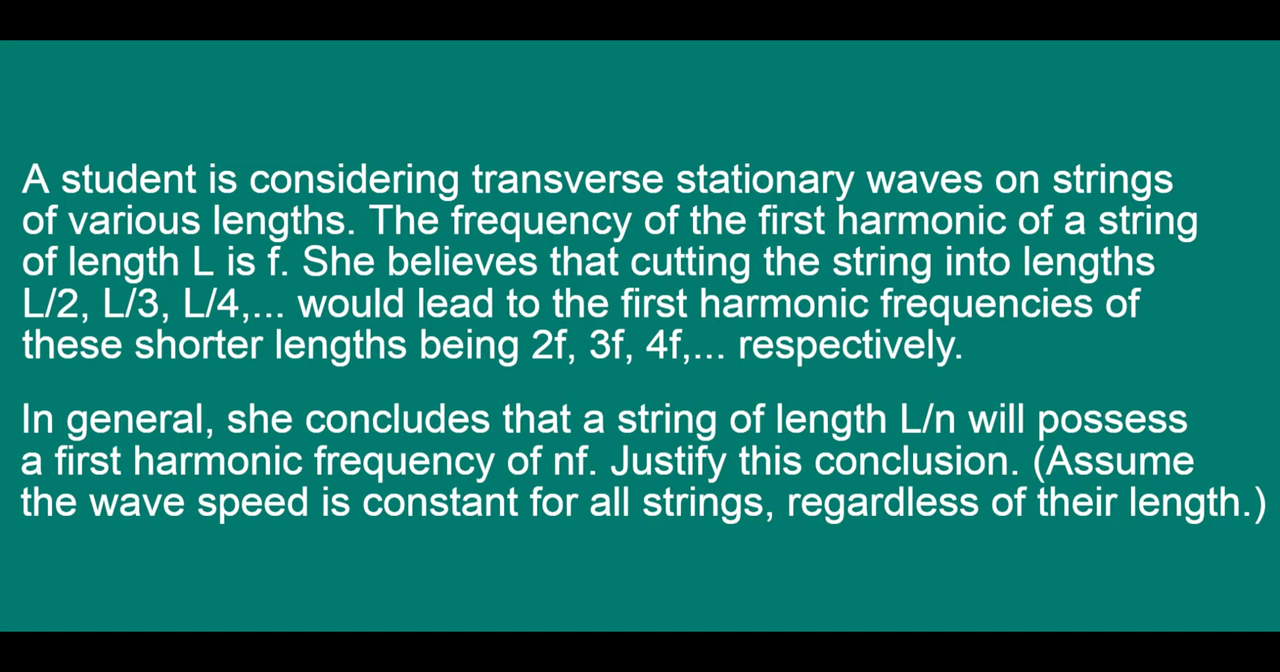 A student is considering transverse stationary waves on strings
of various lengths. The frequency of the first harmonic of a string
of length L is f. She believes that cutting the string into lengths
L/2, L/3, L/4,... would lead to the first harmonic frequencies of
these shorter lengths being 2f, 3f, 4f,... respectively.
In general, she concludes that a string of length L/n will possess
a first harmonic frequency of nf. Justify this conclusion. (Assume
the wave speed is constant for all strings, regardless of their length.)